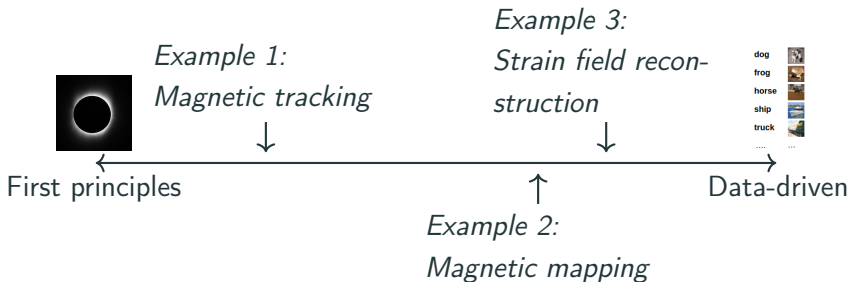 Example 1:
Magnetic tracking
Example 3:
Strain field recon-
struction
dog
frog
horse
ship
truck
....
...
First principles
Data-driven
Example 2:
Magnetic mapping